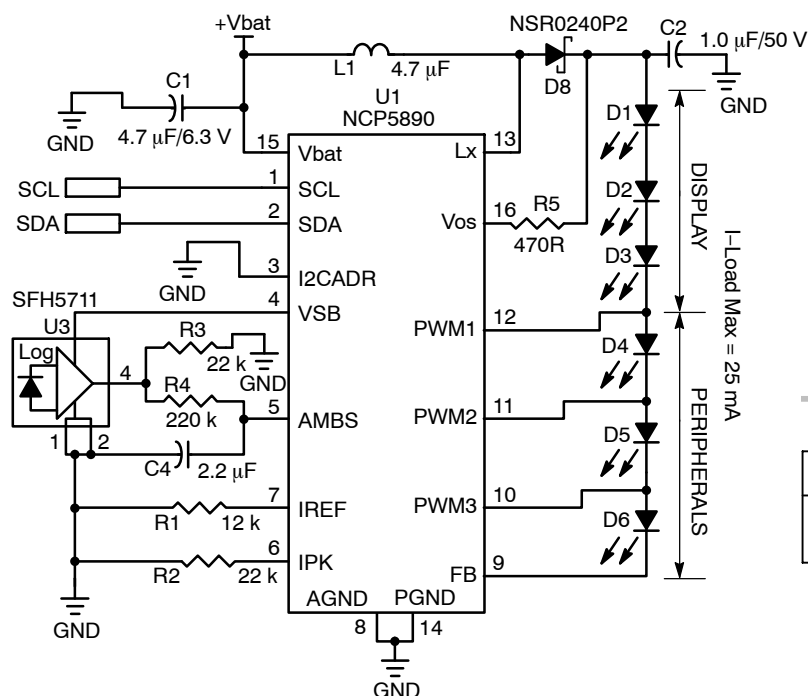 +Vbat
NSR0240P2
C2
1.0 μF/50 V
L1
4.7 μF
D8
GND
C1
GND
4.7 μF/6.3 V
U1
NCP5890
D1
15
Vbat
Lx
13
SCL
1
SCL
D2
DISPLAY
SDA
2
SDA
Vos
16
R5
470R
D3
3
I2CADR
GND
SFH5711
4
VSB
I–Load Max = 25 mA
U3
R3
PWM1
12
Log
22 k
GND
D4
4
R4
220 k
5
AMBS
PWM2
11
1
2
C4
2.2 μF
D5
PERIPHERALS
7
IREF
PWM3
10
R1
12 k
D6
6
IPK
R2
22 k
FB
9
AGND
PGND
GND
8
14
GND